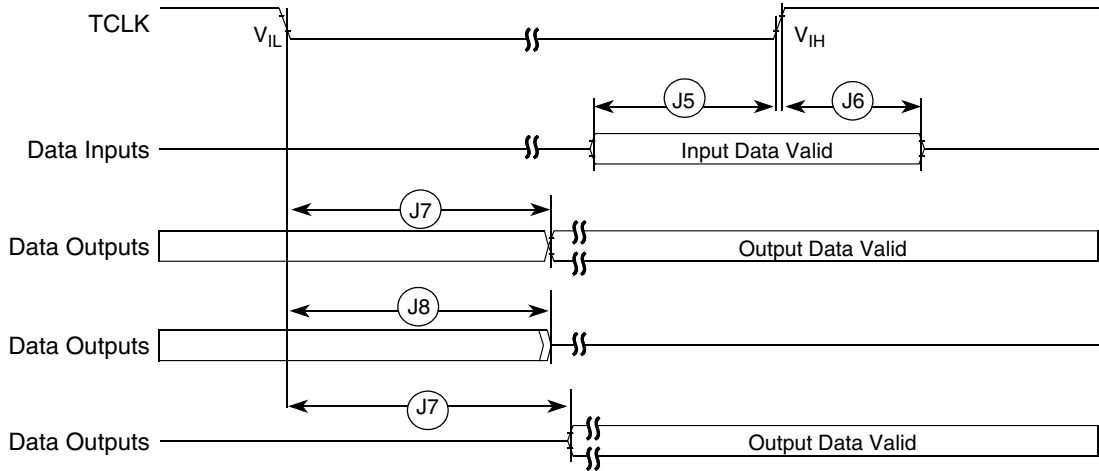 TCLK
V_IL
V_IH
J5
J6
Data Inputs
Input Data Valid
J7
Data Outputs
Output Data Valid
J8
Data Outputs
J7
Data Outputs
Output Data Valid